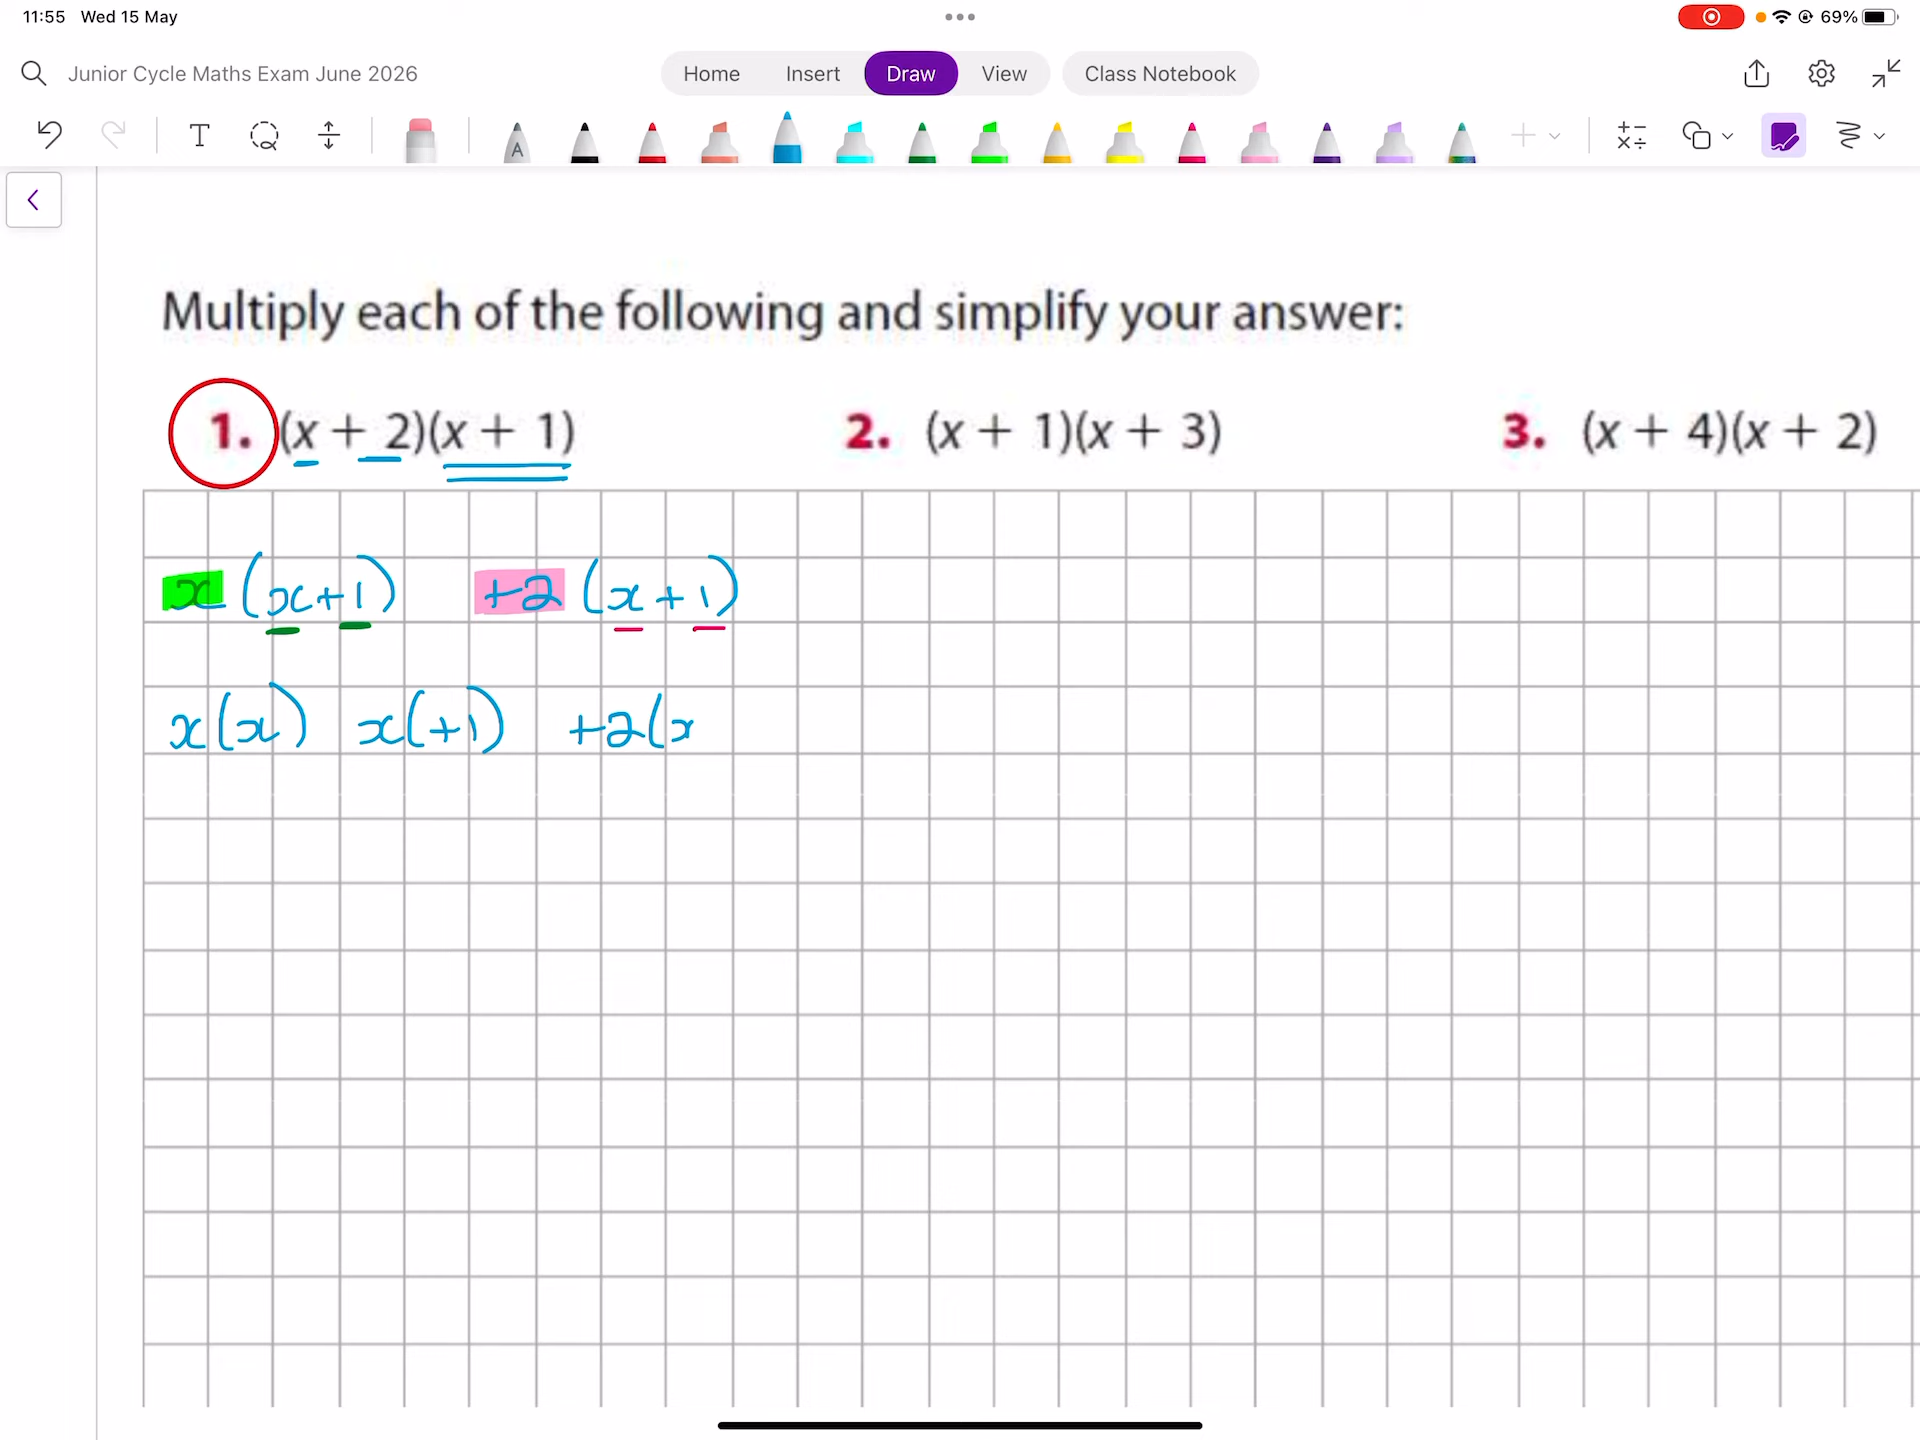 11:55 Wed 15 May
69%
Junior Cycle Maths Exam June 2026
Home Insert Draw View Class Notebook
T A
Multiply each of the following and simplify your answer:
1. (x + 2)(x + 1) 2. (x + 1)(x + 3) 3. (x + 4)(x + 2)
x (x+1) +2 (x + 1)
x(x) x(+1) +2(x